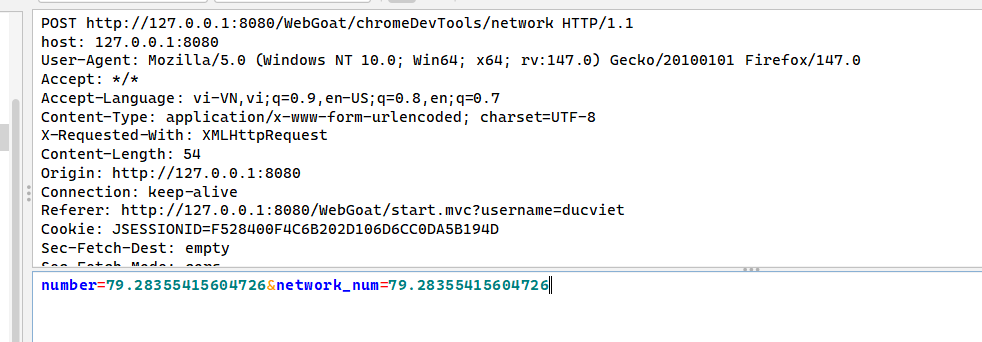 POST http://127.0.0.1:8080/WebGoat/chromeDevTools/network HTTP/1.1
host: 127.0.0.1:8080
User-Agent: Mozilla/5.0 (Windows NT 10.0; Win64; x64; rv:147.0) Gecko/20100101 Firefox/147.0
Accept: */*
Accept-Language: vi-VN,vi;q=0.9,en-US;q=0.8,en;q=0.7
Content-Type: application/x-www-form-urlencoded; charset=UTF-8
X-Requested-With: XMLHttpRequest
Content-Length: 54
Origin: http://127.0.0.1:8080
Connection: keep-alive
Referer: http://127.0.0.1:8080/WebGoat/start.mvc?username=ducviet
Cookie: JSESSIONID=F528400F4C6B202D106D6CC0DA5B194D
Sec-Fetch-Dest: empty
Sec-Fetch-Mode: cors
number=79.28355415604726&network_num=79.28355415604726